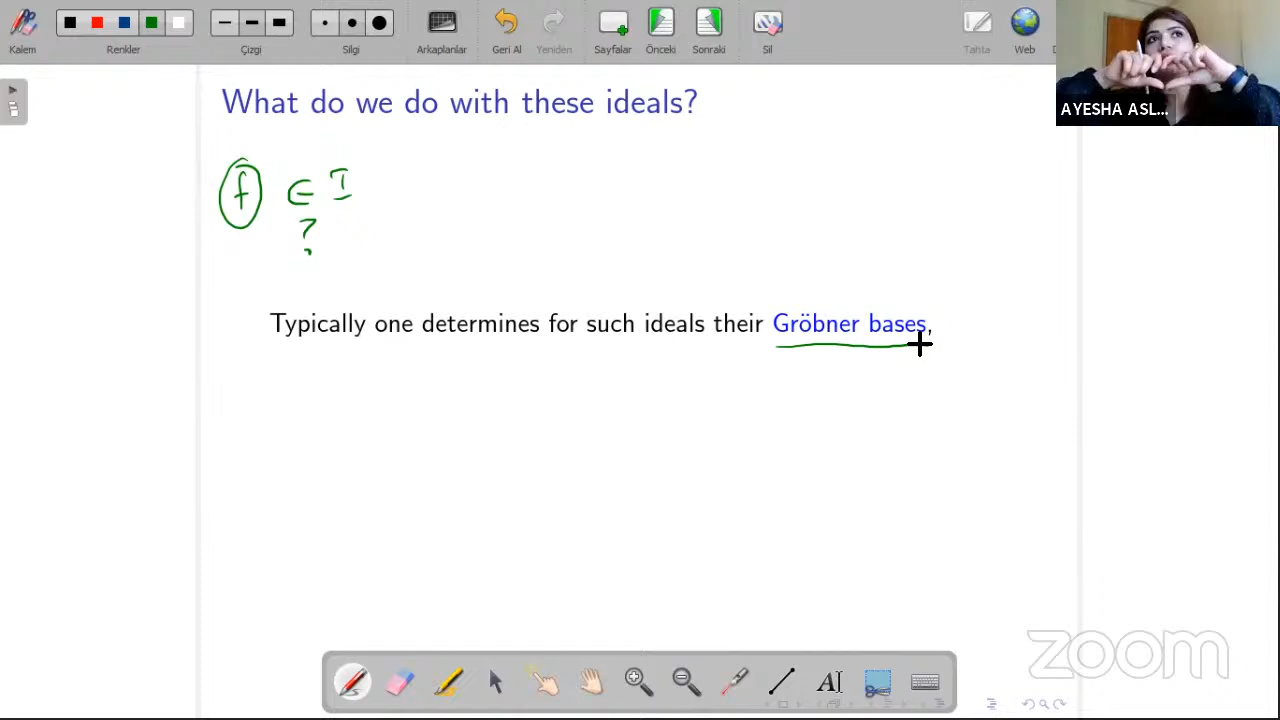 Kalem Renkler Çizgi Silgi Arkaplanlar Geri Al Yeniden Sayfalar Önceki Sonraki Sil Tahta Web
AYESHA ASL...
What do we do with these ideals?
f ∈ I
?
Typically one determines for such ideals their Gröbner bases,
zoom